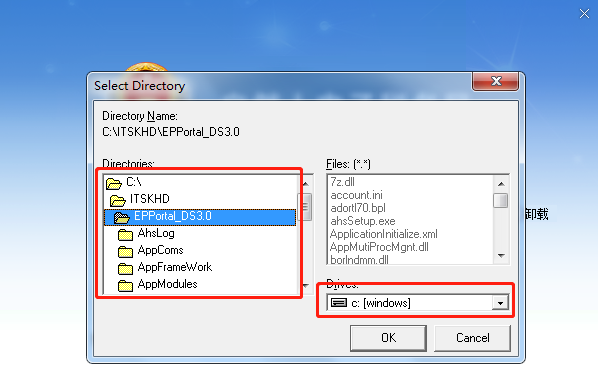 Select Directory
Directory Name:
C:\ITSKHD\EPPortal_DS3.0
Directories:
Files: (*.*)
C:\
ITSKHD
EPPortal_DS3.0
AhsLog
AppComs
AppFrameWork
AppModules
7z.dll
account.ini
adortl70.bpl
ahsSetup.exe
ApplicationInitialize.xml
AppMutiProcMgnt.dll
borlndmm.dll
卸载
Drives:
c: [windows]
OK
Cancel